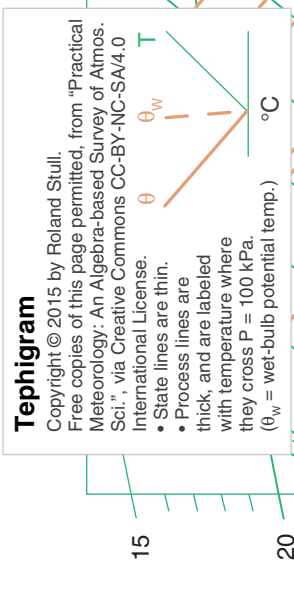 Tephigram
Copyright © 2015 by Roland Stull.
Free copies of this page permitted, from "Practical
Meteorology: An Algebra-based Survey of Atmos.
Sci.", via Creative Commons CC-BY-NC-SA/4.0
International License.
• State lines are thin.
• Process lines are
thick, and are labeled
with temperature where
they cross P = 100 kPa.
(θw = wet-bulb potential temp.)
θ
θw
T
°C
15
20